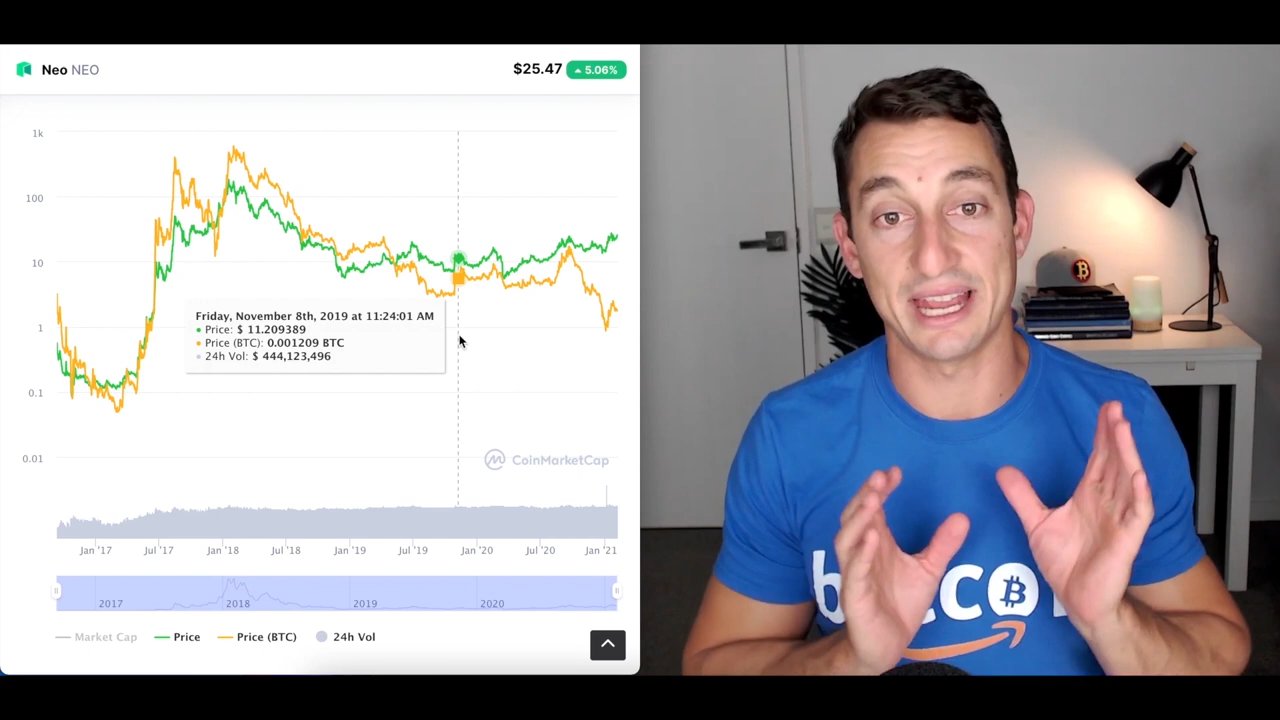 Neo NEO
$25.47 5.06%
1k
100
10
1
0.1
0.01
Friday, November 8th, 2019 at 11:24:01 AM
Price: $ 11.209389
Price (BTC): 0.001209 BTC
24h Vol: $ 444,123,496
CoinMarketCap
Jan '17 Jul '17 Jan '18 Jul '18 Jan '19 Jul '19 Jan '20 Jul '20 Jan '21
2017 2018 2019 2020
Market Cap Price Price (BTC) 24h Vol